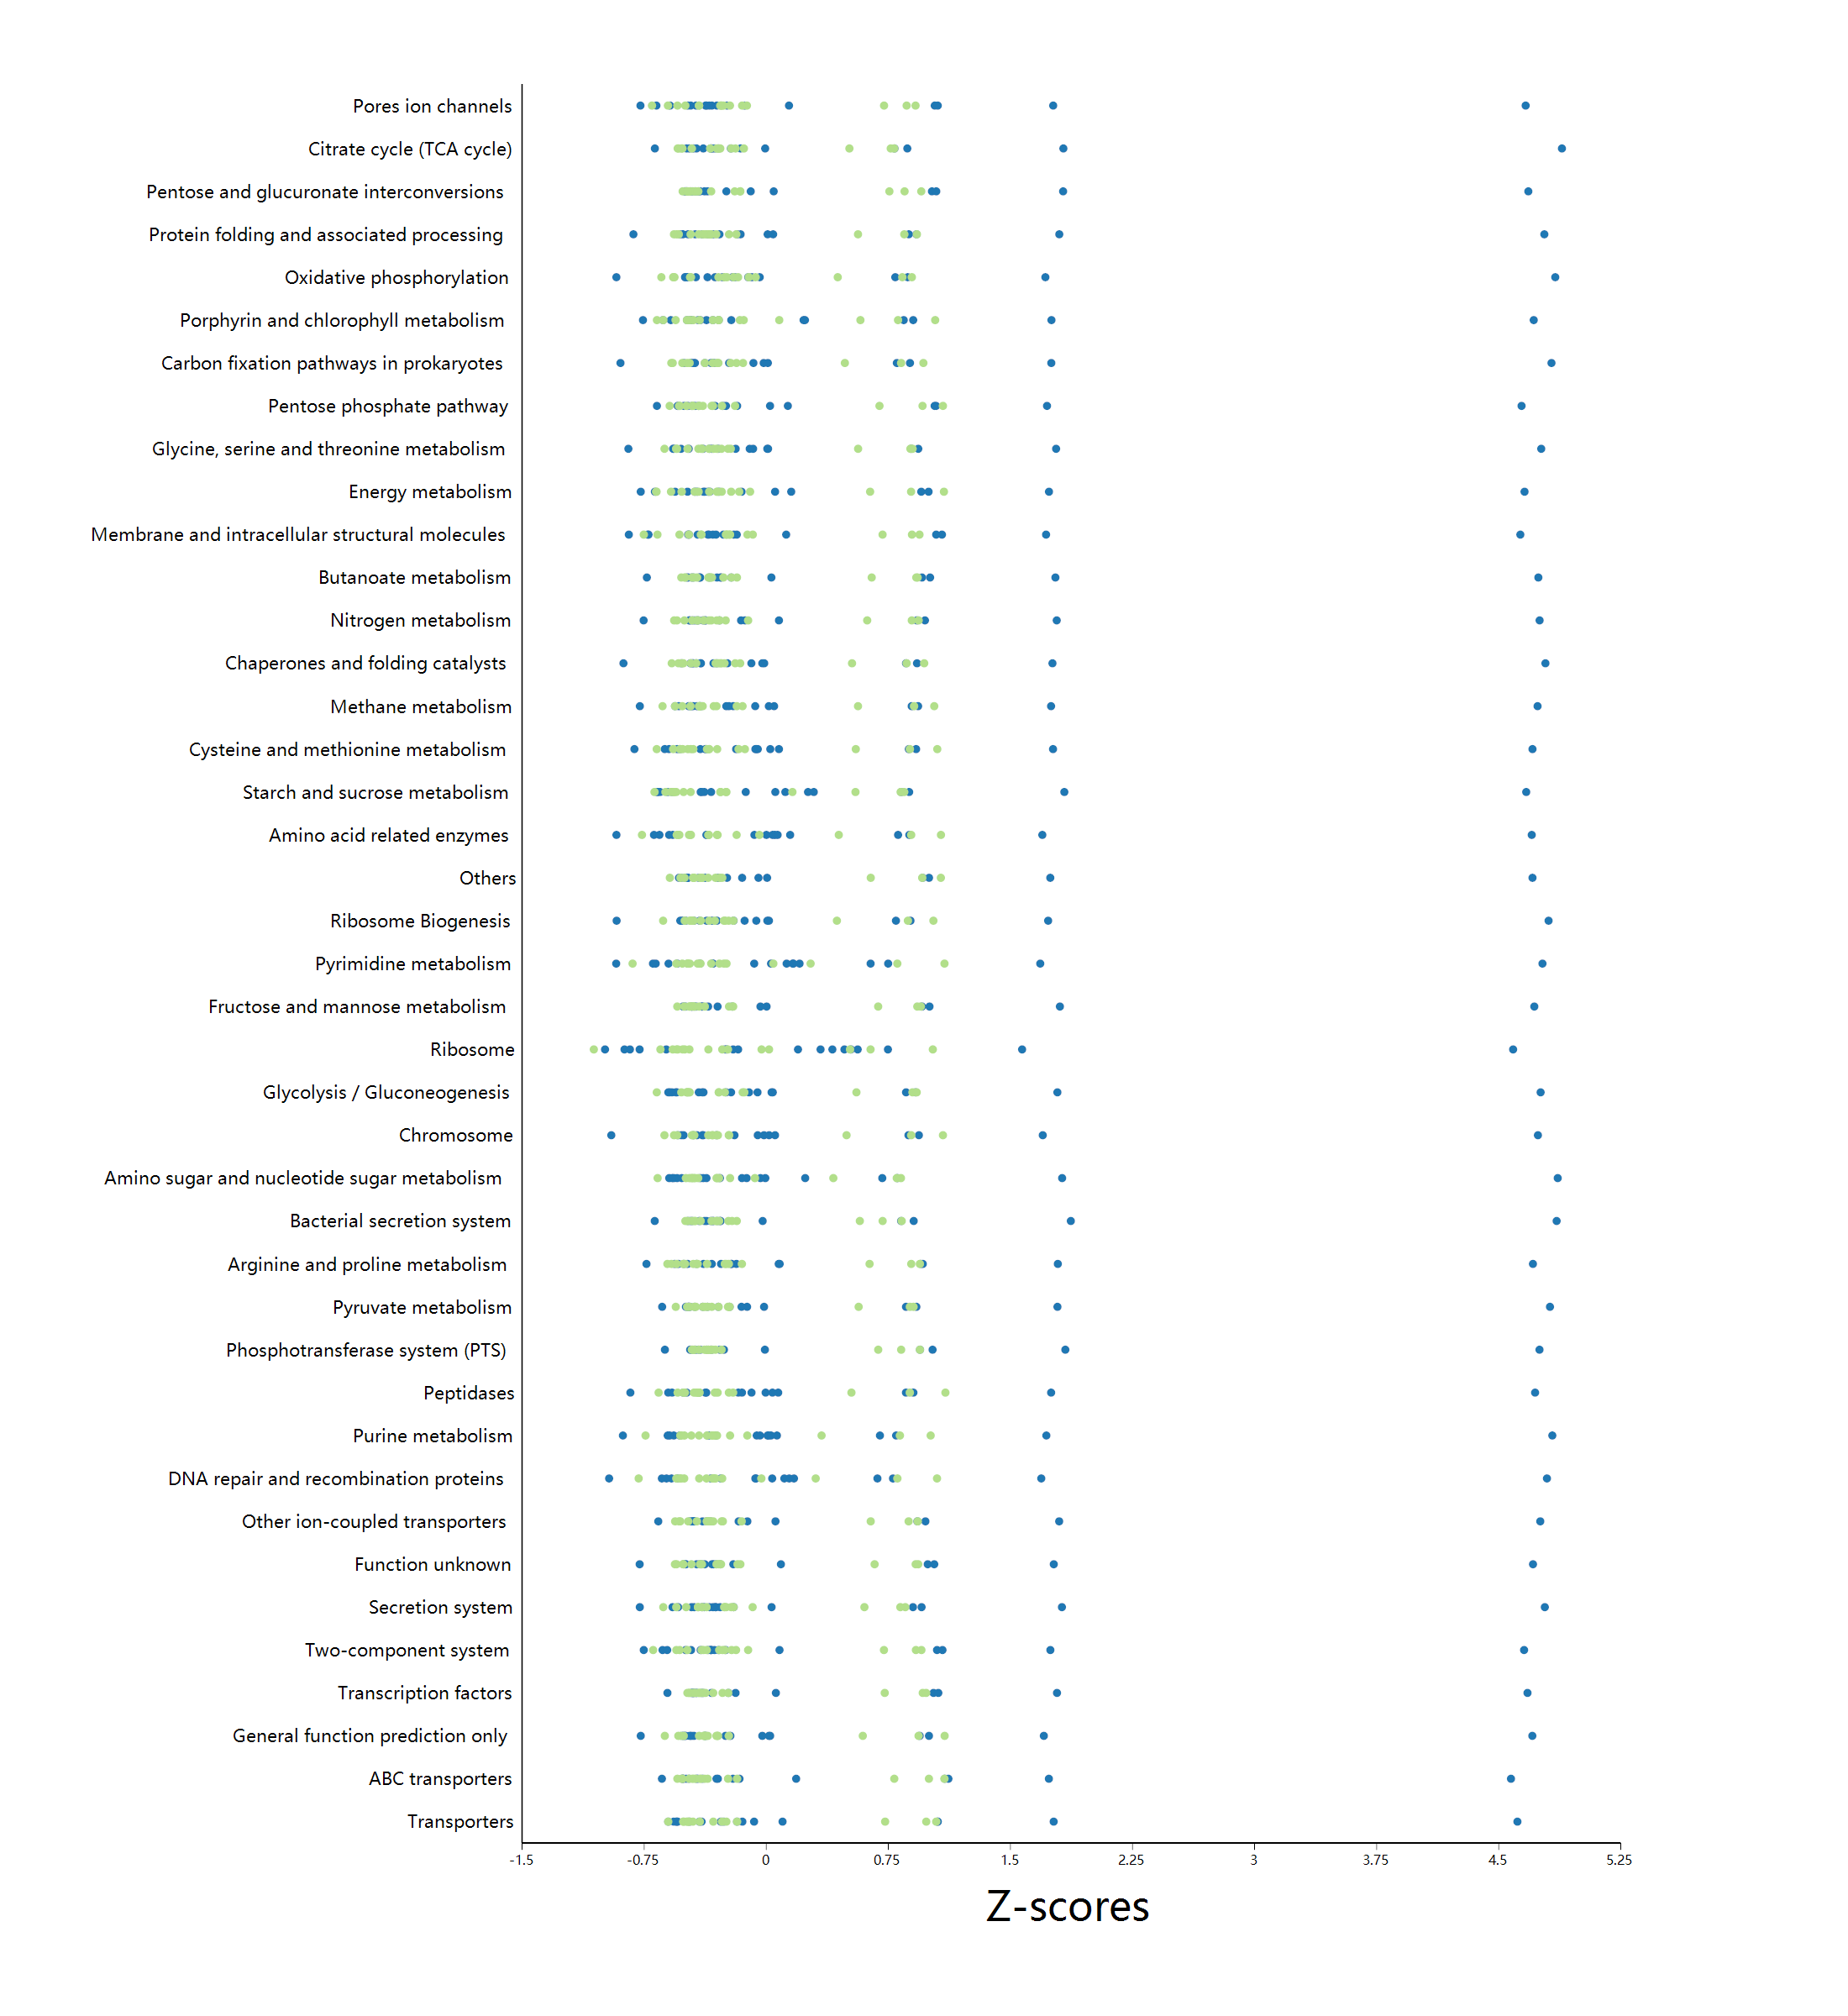 Pores ion channels
Citrate cycle (TCA cycle)
Pentose and glucuronate interconversions
Protein folding and associated processing
Oxidative phosphorylation
Porphyrin and chlorophyll metabolism
Carbon fixation pathways in prokaryotes
Pentose phosphate pathway
Glycine, serine and threonine metabolism
Energy metabolism
Membrane and intracellular structural molecules
Butanoate metabolism
Nitrogen metabolism
Chaperones and folding catalysts
Methane metabolism
Cysteine and methionine metabolism
Starch and sucrose metabolism
Amino acid related enzymes
Others
Ribosome Biogenesis
Pyrimidine metabolism
Fructose and mannose metabolism
Ribosome
Glycolysis / Gluconeogenesis
Chromosome
Amino sugar and nucleotide sugar metabolism
Bacterial secretion system
Arginine and proline metabolism
Pyruvate metabolism
Phosphotransferase system (PTS)
Peptidases
Purine metabolism
DNA repair and recombination proteins
Other ion-coupled transporters
Function unknown
Secretion system
Two-component system
Transcription factors
General function prediction only
ABC transporters
Transporters
-1.5 -0.75 0 0.75 1.5 2.25 3 3.75 4.5 5.25
Z-scores